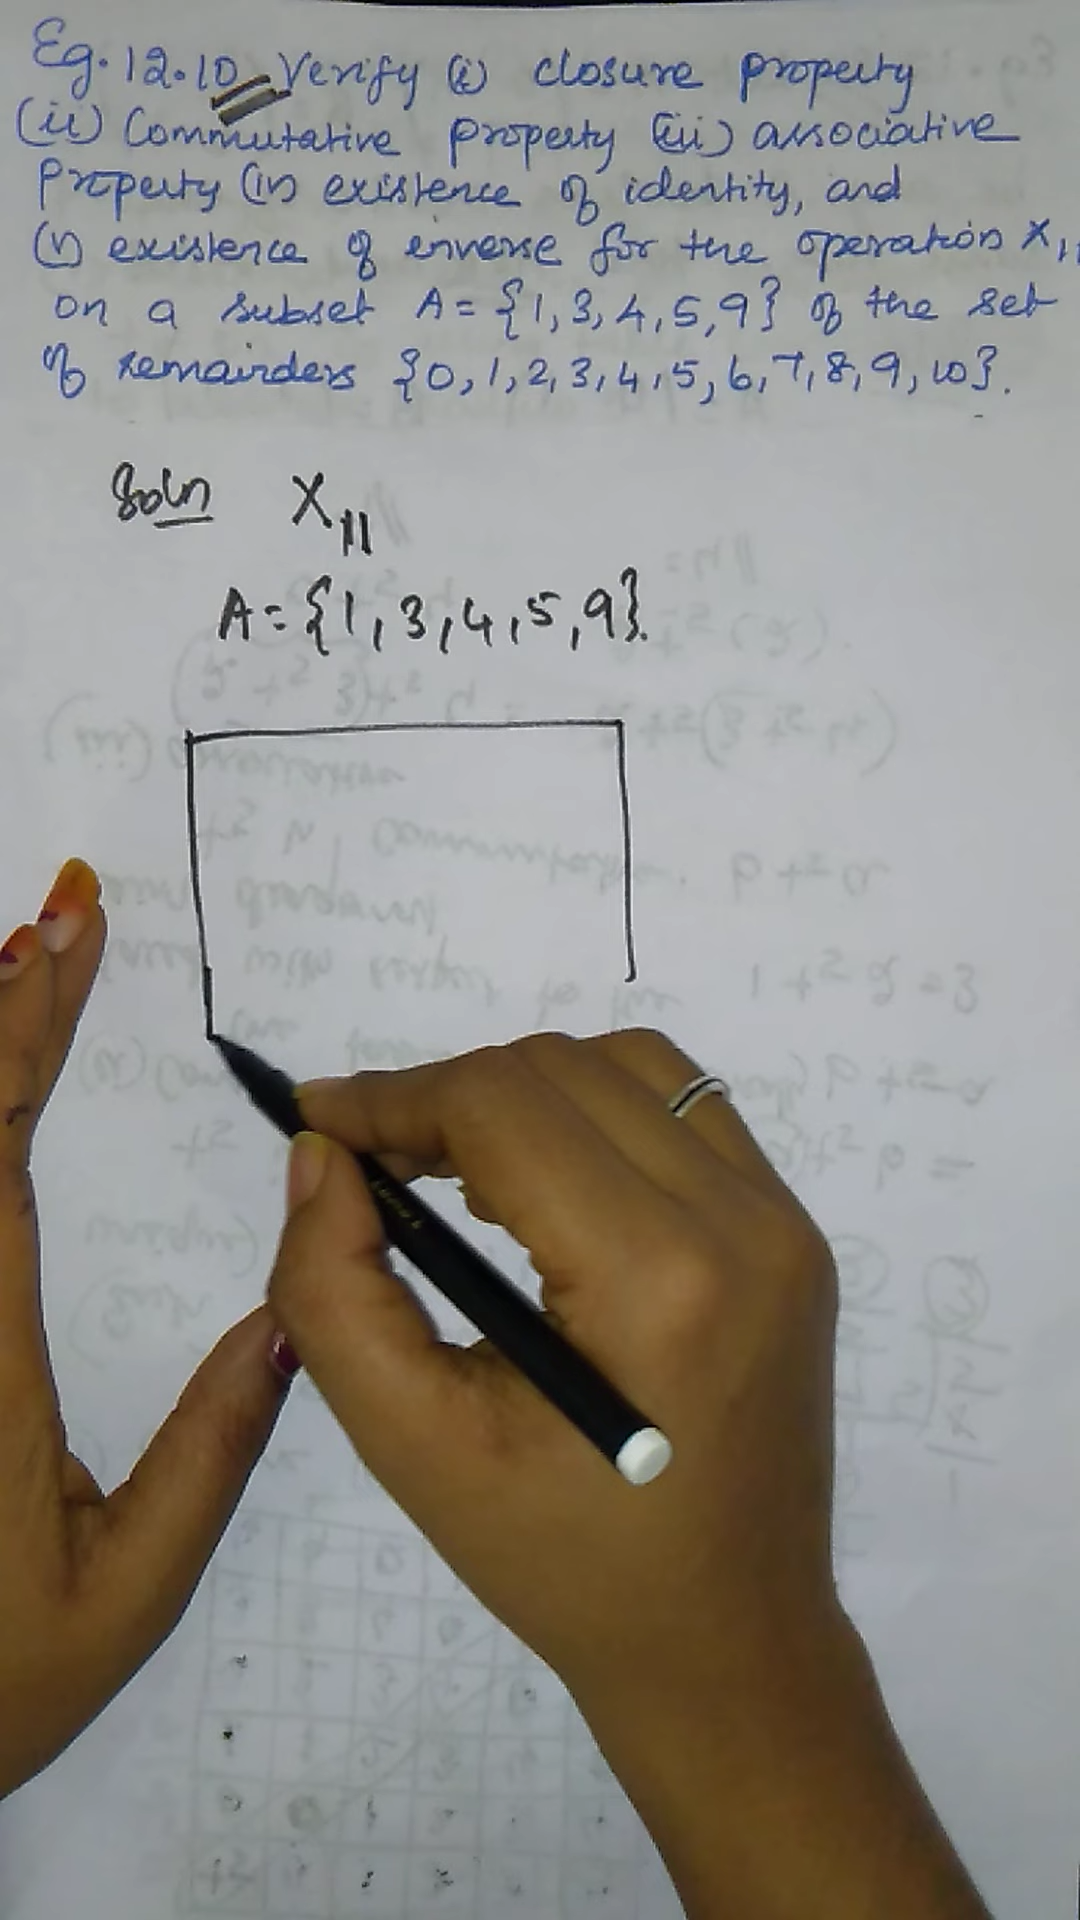 Eg. 12.10 Verify (i) closure property
(ii) Commutative property (iii) associative
Property (iv) existence of identity, and
(v) existence of inverse for the operation X11
on a subset A = {1, 3, 4, 5, 9} of the set
of remainders {0, 1, 2, 3, 4, 5, 6, 7, 8, 9, 10}.
Soln X11
A = {1, 3, 4, 5, 9}.